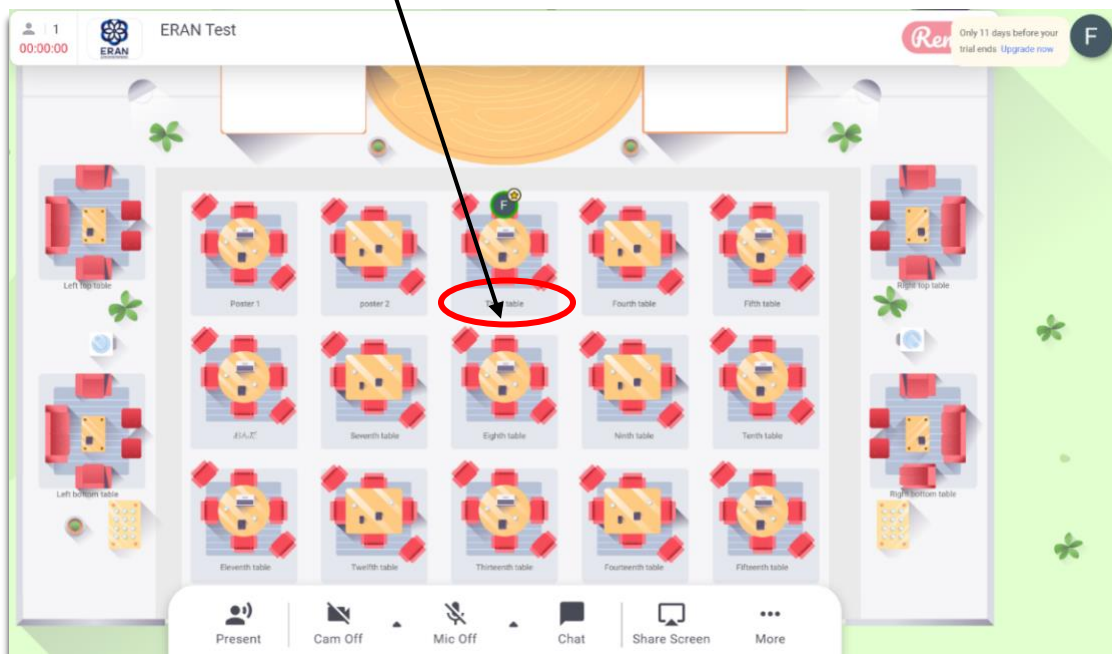 1
00:00:00
ERAN
ERAN Test
Only 11 days before your
trial ends Upgrade now
F
F
Left top table
Right top table
Poster 1
poster 2
table
Fourth table
Fifth table
Seventh table
Eighth table
Ninth table
Tenth table
Left bottom table
Right bottom table
Eleventh table
Twelfth table
Thirteenth table
Fourteenth table
Fifteenth table
Present
Cam Off
Mic Off
Chat
Share Screen
More